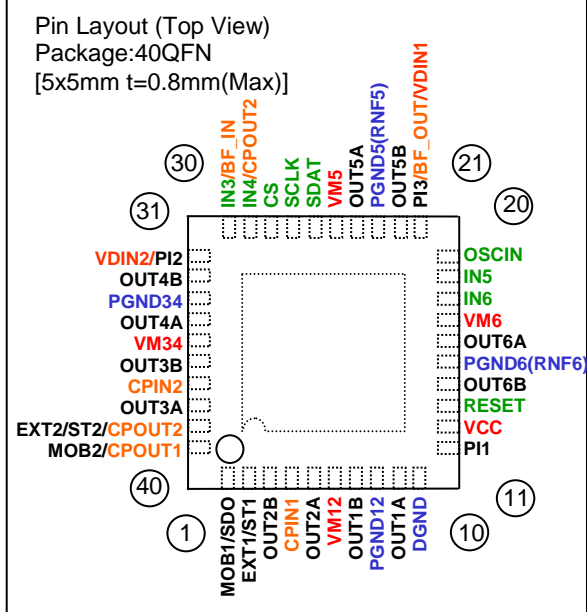 Pin Layout (Top View)
Package:40QFN
[5x5mm t=0.8mm(Max)]
30
IN3/BF_IN
IN4/CPOUT2
CS
SCLK
SDAT
VM5
OUT5A
PGND5(RNF5)
OUT5B
PI3/BF_OUT/VDIN1
21
31
20
VDIN2/PI2
OUT4B
PGND34
OUT4A
VM34
OUT3B
CPIN2
OUT3A
EXT2/ST2/CPOUT2
MOB2/CPOUT1
OSCIN
IN5
IN6
VM6
OUT6A
PGND6(RNF6)
OUT6B
RESET
VCC
PI1
40
11
1
MOB1/SDO
EXT1/ST1
OUT2B
CPIN1
OUT2A
VM12
OUT1B
PGND12
OUT1A
DGND
10